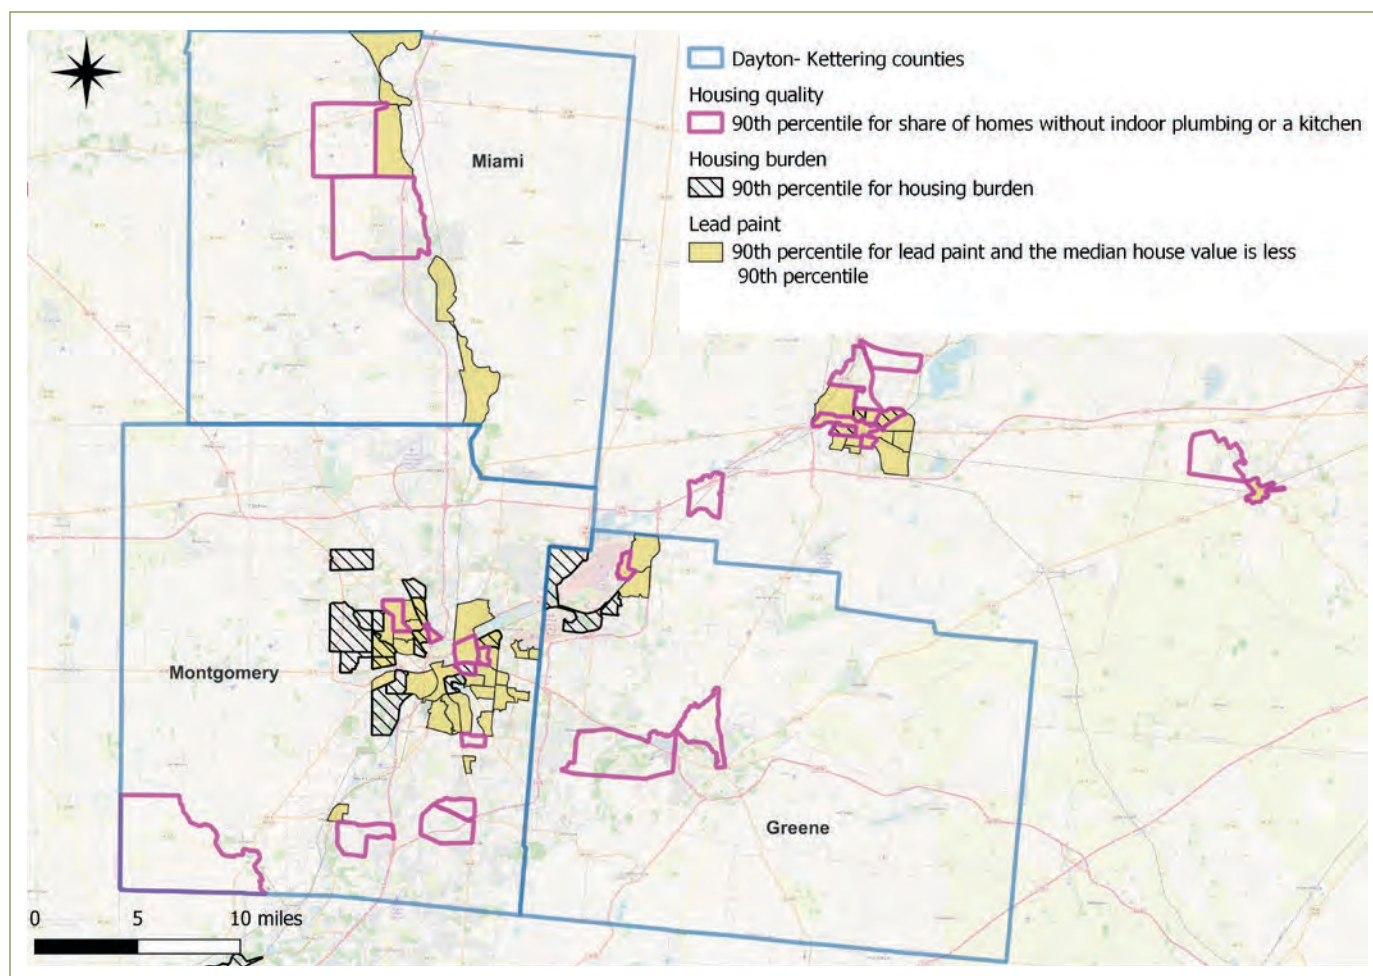 Dayton- Kettering counties
Housing quality
90th percentile for share of homes without indoor plumbing or a kitchen
Housing burden
90th percentile for housing burden
Lead paint
90th percentile for lead paint and the median house value is less
90th percentile
Miami
Montgomery
Greene
0 5 10 miles